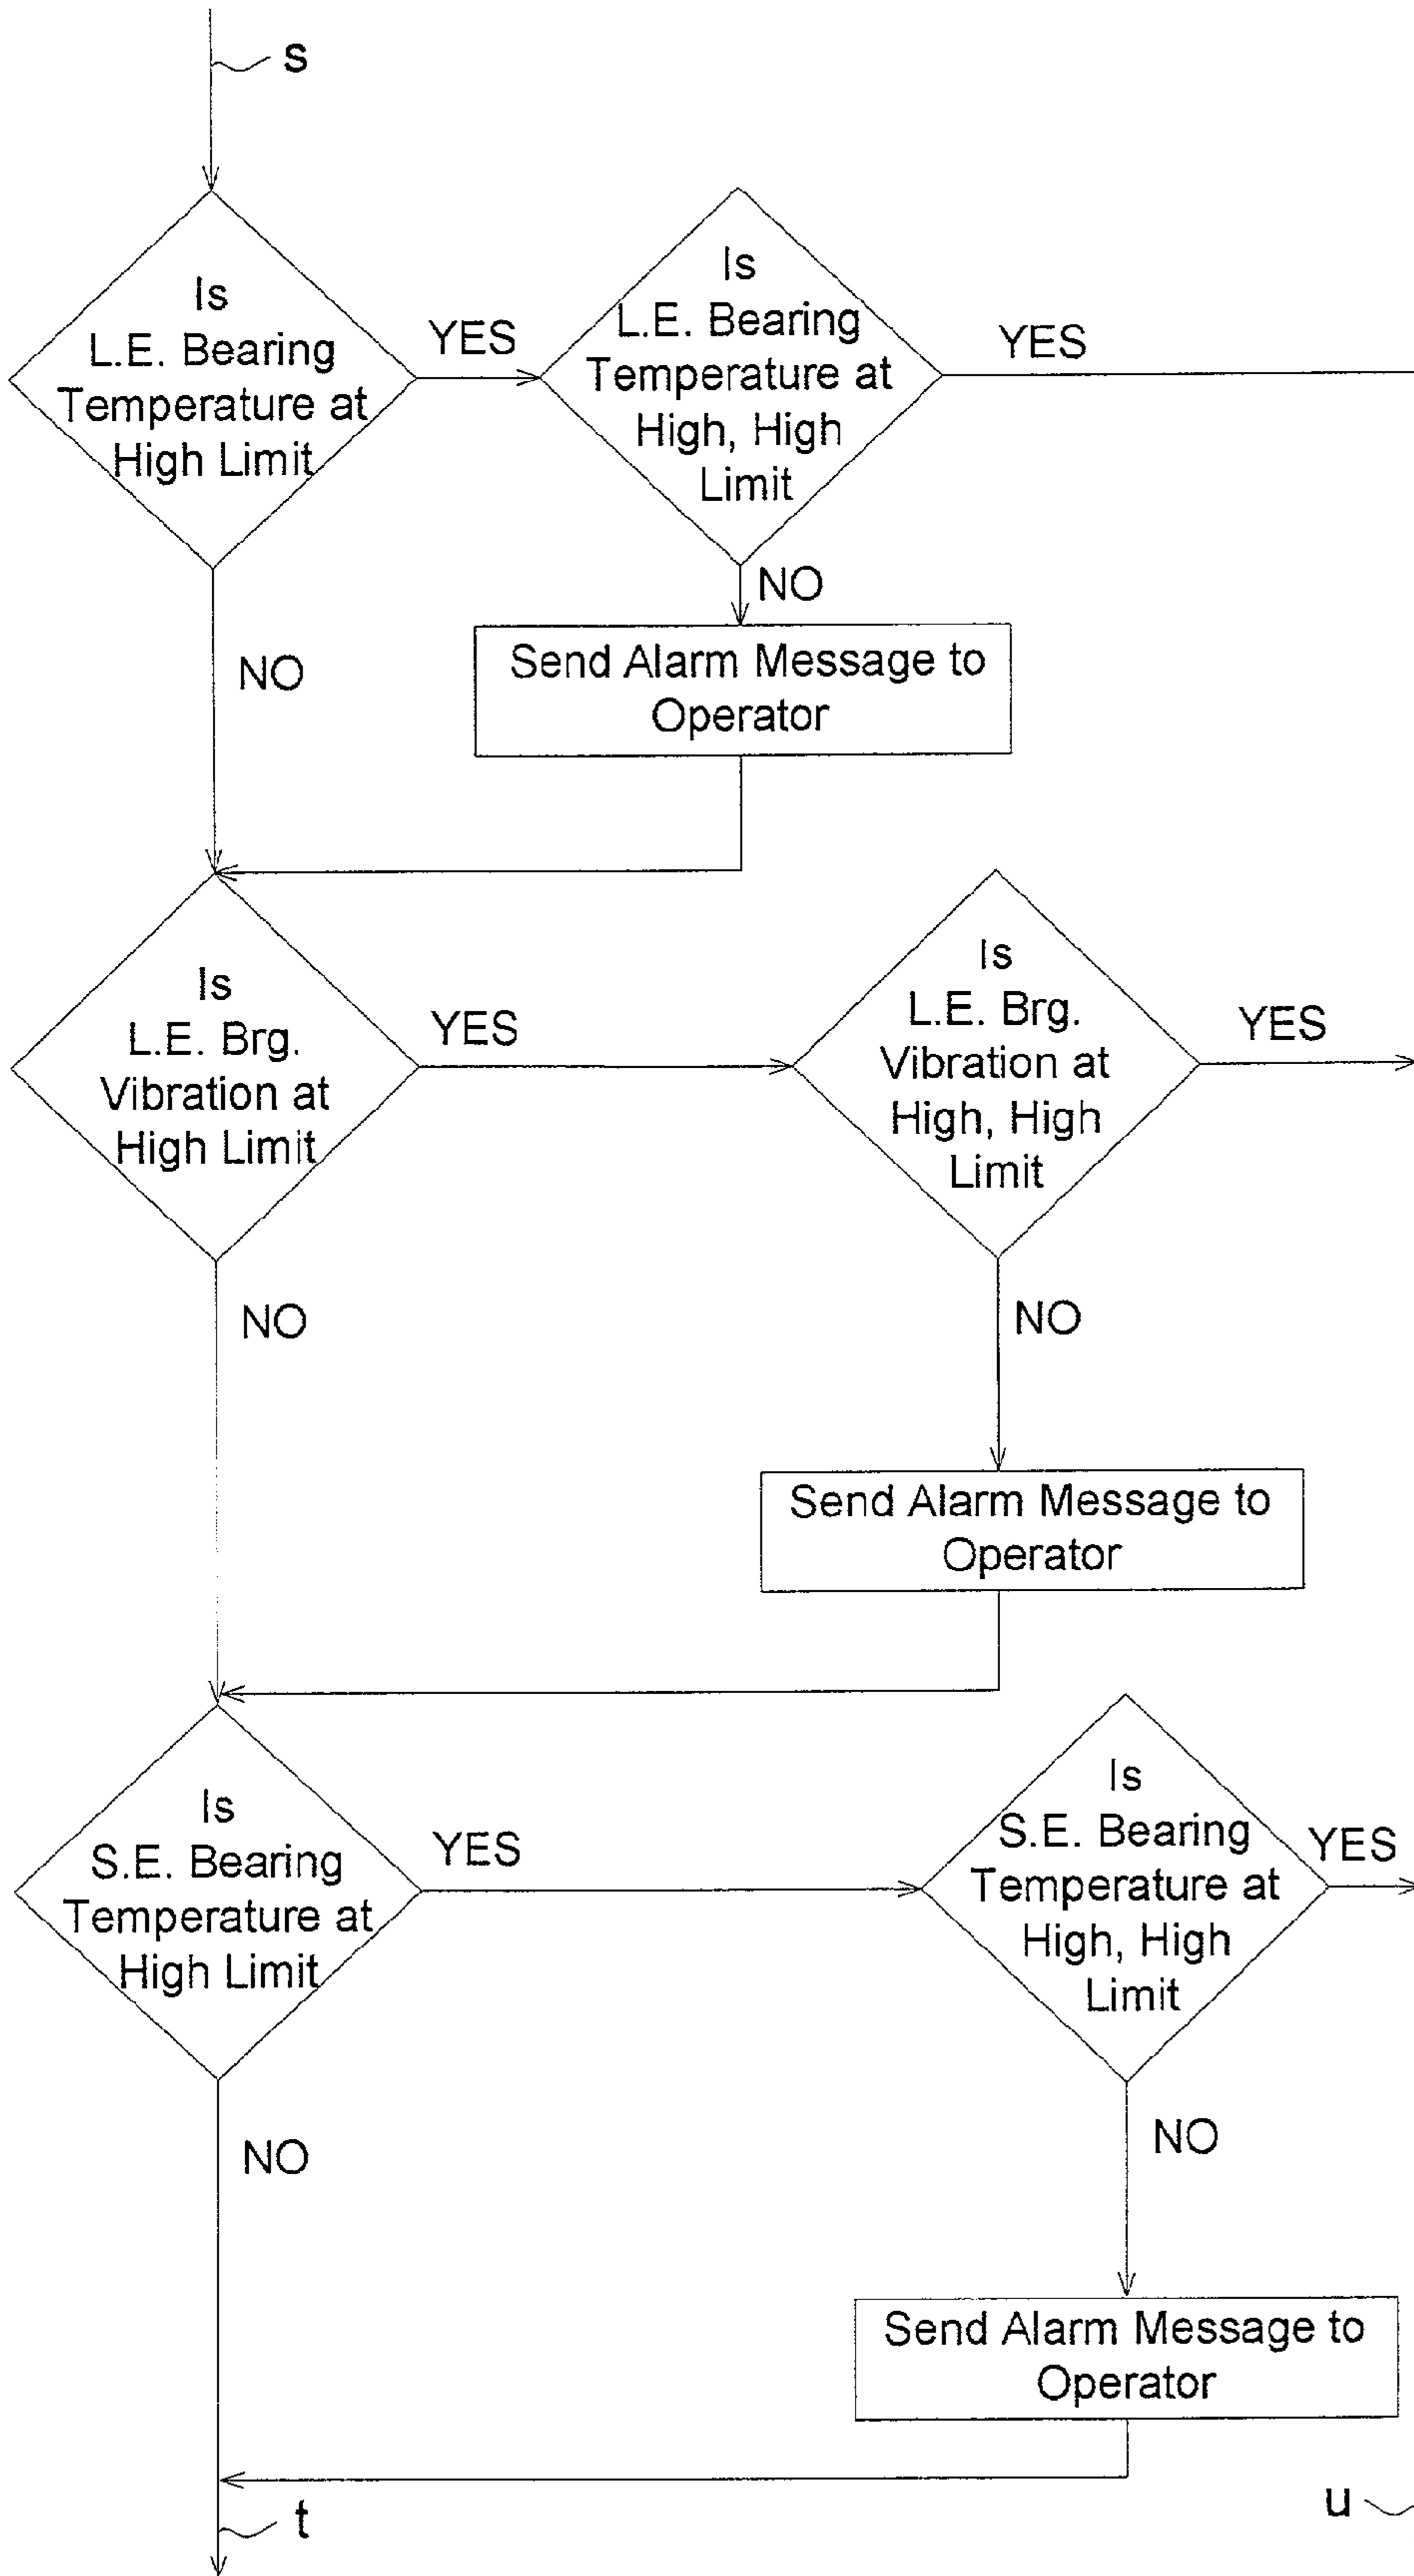 s
Is
L.E. Bearing
Temperature at
High Limit
YES
Is
L.E. Bearing
Temperature at
High, High
Limit
YES
NO
NO
Send Alarm Message to
Operator
Is
L.E. Brg.
Vibration at
High Limit
YES
Is
L.E. Brg.
Vibration at
High, High
Limit
YES
NO
NO
Send Alarm Message to
Operator
Is
S.E. Bearing
Temperature at
High Limit
YES
Is
S.E. Bearing
Temperature at
High, High
Limit
YES
NO
NO
Send Alarm Message to
Operator
t
u